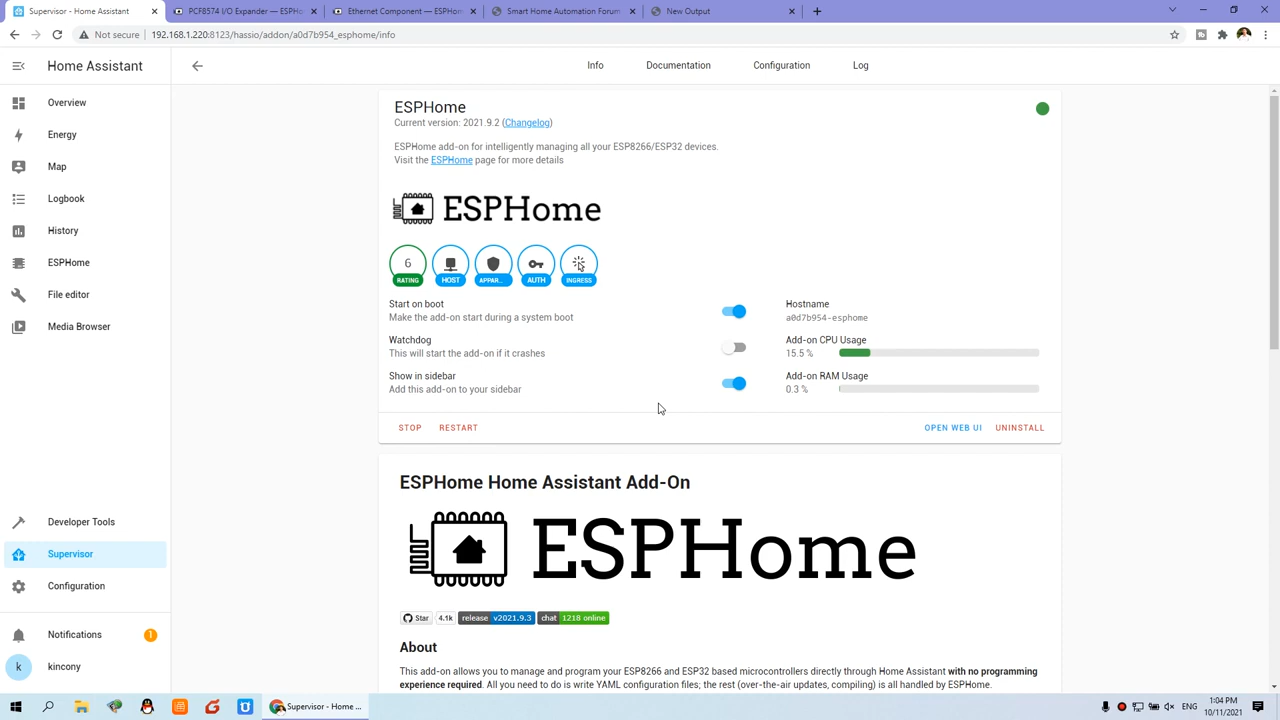 Supervisor - Home Assistant
PCF8574 I/O Expander — ESPHo
Ethernet Component — ESPHome
Smart Home Automation Forum
New Output
Not secure
192.168.1.220:8123/hassio/addon/a0d7b954_esphome/info
Home Assistant
Info
Documentation
Configuration
Log
Overview
Energy
Map
Logbook
History
ESPHome
File editor
Media Browser
Developer Tools
Supervisor
Configuration
Notifications
1
k
kincony
ESPHome
Current version: 2021.9.2 (Changelog)
ESPHome add-on for intelligently managing all your ESP8266/ESP32 devices.
Visit the ESPHome page for more details
ESPHome
6
RATING
HOST
APPAR...
AUTH
INGRESS
Start on boot
Make the add-on start during a system boot
Watchdog
This will start the add-on if it crashes
Show in sidebar
Add this add-on to your sidebar
Hostname
a0d7b954-esphome
Add-on CPU Usage
15.5 %
Add-on RAM Usage
0.3 %
STOP
RESTART
OPEN WEB UI
UNINSTALL
ESPHome Home Assistant Add-On
ESPHome
Star
4.1k
release v2021.9.3
chat 1218 online
About
This add-on allows you to manage and program your ESP8266 and ESP32 based microcontrollers directly through Home Assistant with no programming
experience required. All you need to do is write YAML configuration files; the rest (over-the-air updates, compiling) is all handled by ESPHome.
Supervisor - Home ...
ENG
1:04 PM
10/11/2021